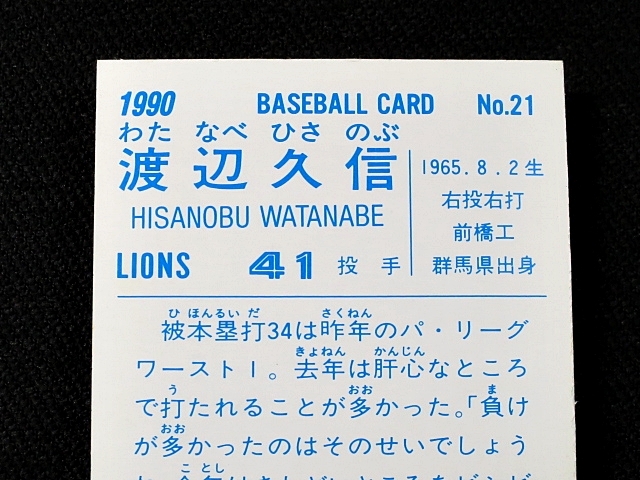 1990 BASEBALL CARD No.21
わた なべ ひさ のぶ
渡辺久信
HISANOBU WATANABE
LIONS 41 投手
1965.8.2生
右投右打
前橋工
群馬県出身
ひ ほんるい だ さくねん
被本塁打34は昨年のパ・リーグ
きょねん かんじん
ワースト1。去年は肝心なところ
う おお ま
で打たれることが多かった。「負け
おお
が多かったのはそのせいでしょう
こ とし